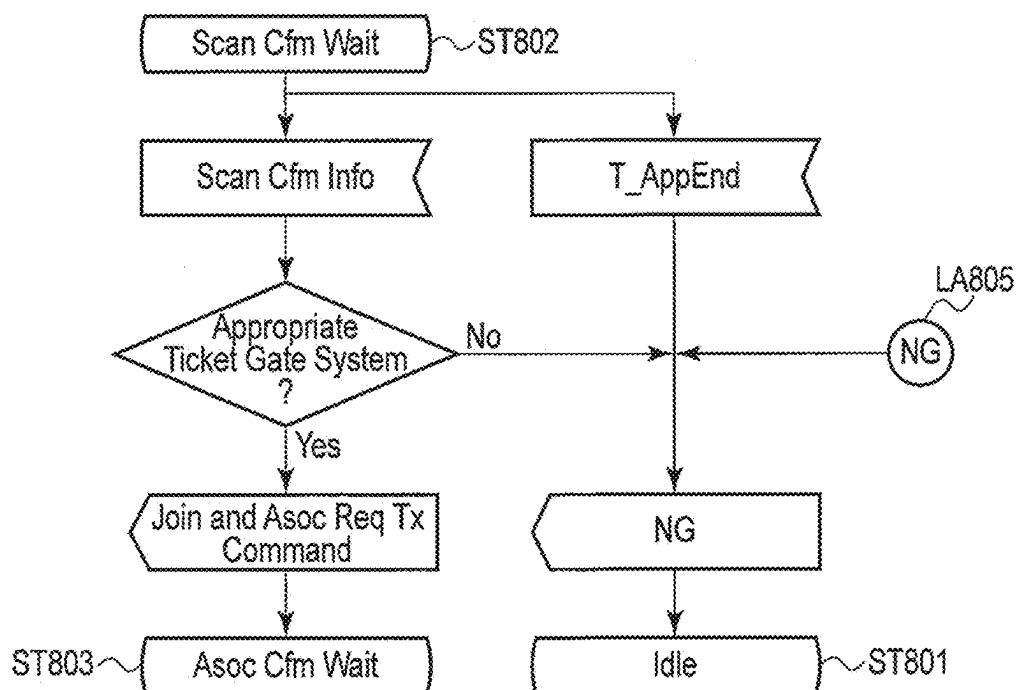 Scan Cfm Wait
ST802
Scan Cfm Info
T_AppEnd
LA805
Appropriate
Ticket Gate System
?
No
NG
Yes
Join and Asoc Req Tx
Command
NG
ST803
Asoc Cfm Wait
Idle
ST801